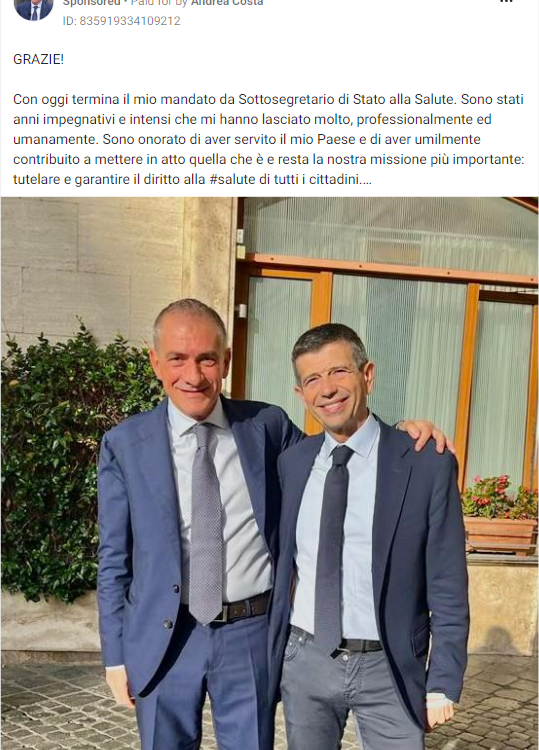 Sponsored • Paid for by Andrea Costa
ID: 835919334109212
GRAZIE!
Con oggi termina il mio mandato da Sottosegretario di Stato alla Salute. Sono stati
anni impegnativi e intensi che mi hanno lasciato molto, professionalmente ed
umanamente. Sono onorato di aver servito il mio Paese e di aver umilmente
contribuito a mettere in atto quella che è e resta la nostra missione più importante:
tutelare e garantire il diritto alla #salute di tutti i cittadini....